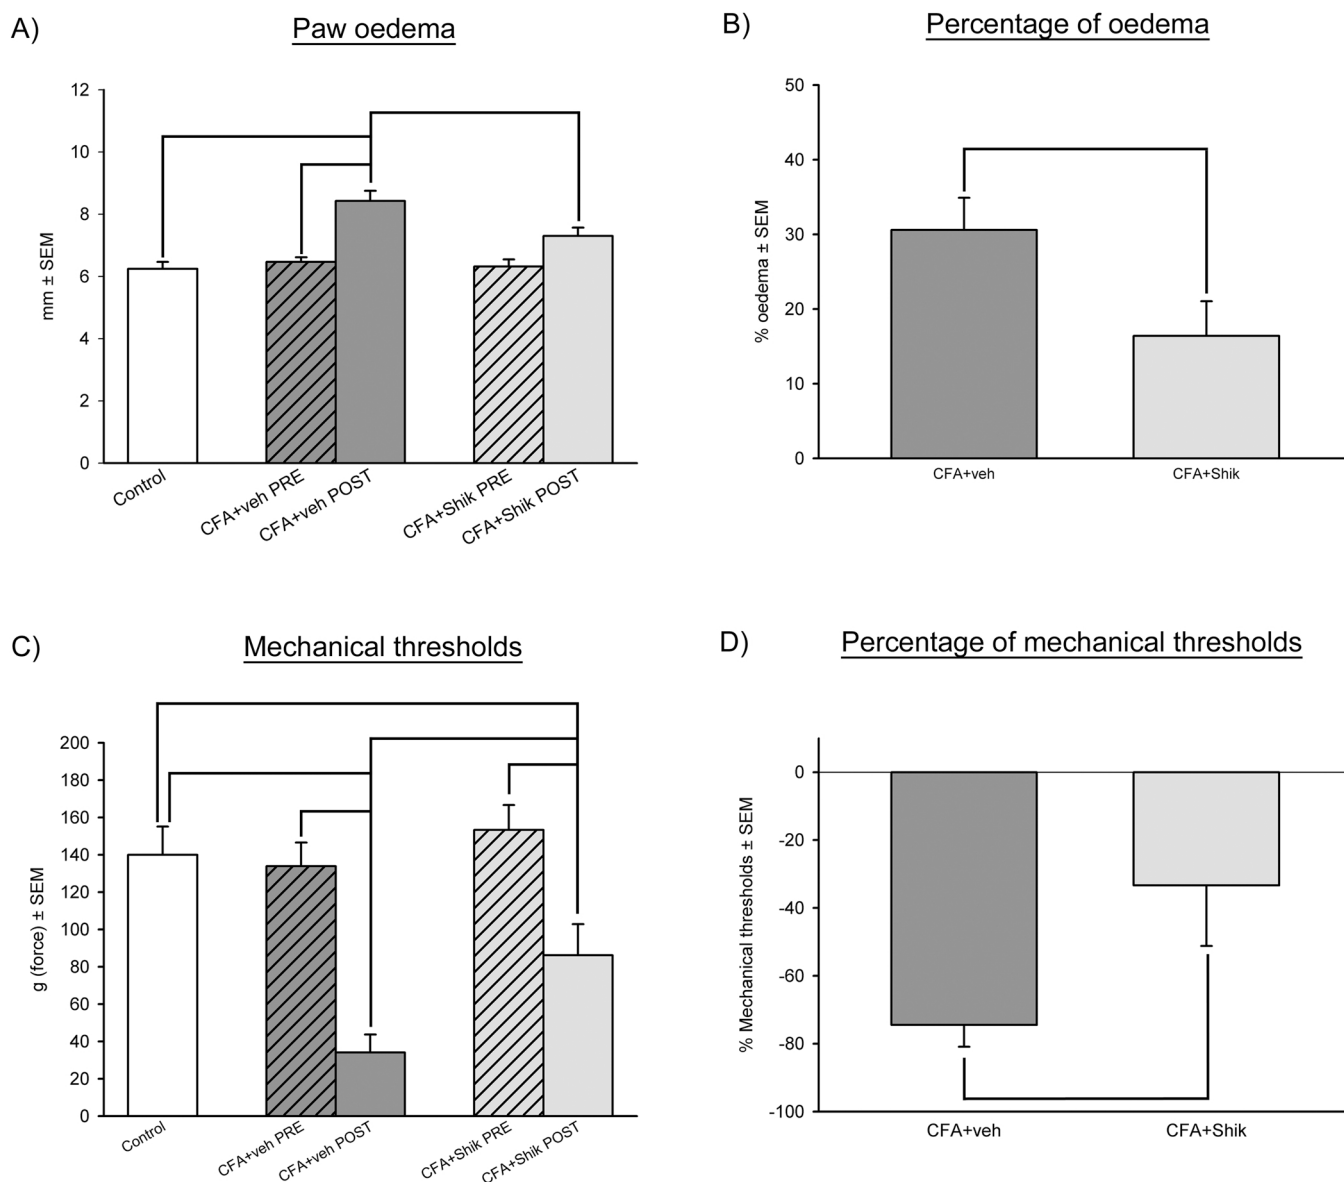 A)
Paw oedema
12
10
8
6
4
2
0
mm ± SEM
Control
CFA+veh PRE
CFA+veh POST
CFA+Shik PRE
CFA+Shik POST
B)
Percentage of oedema
50
40
30
20
10
0
% oedema ± SEM
CFA+veh
CFA+Shik
C)
Mechanical thresholds
200
180
160
140
120
100
80
60
40
20
0
g (force) ± SEM
Control
CFA+veh PRE
CFA+veh POST
CFA+Shik PRE
CFA+Shik POST
D)
Percentage of mechanical thresholds
0
-20
-40
-60
-80
-100
% Mechanical thresholds ± SEM
CFA+veh
CFA+Shik